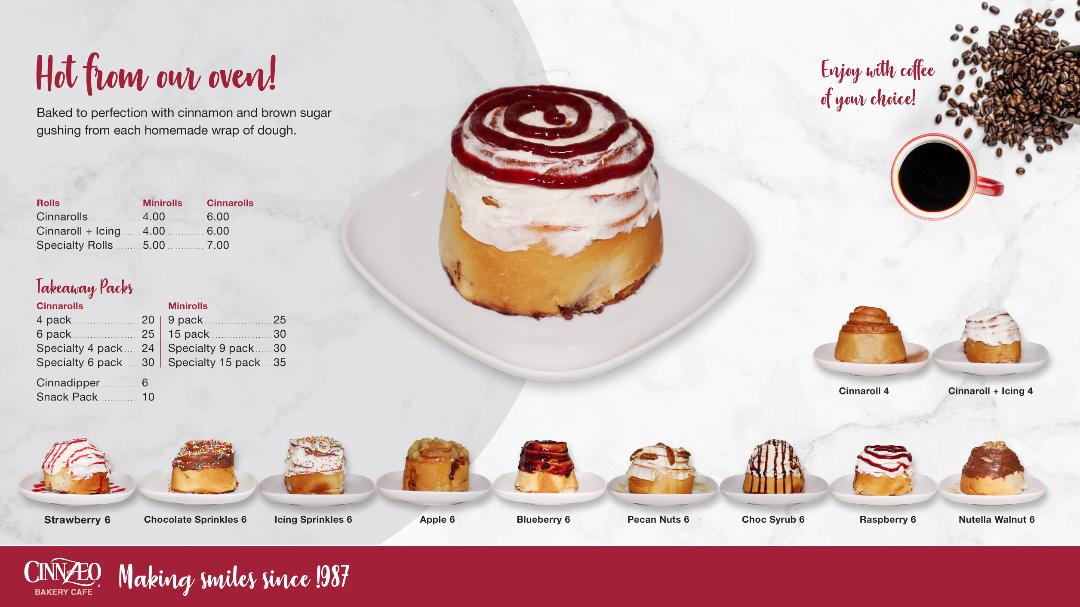 Hot from our oven!
Baked to perfection with cinnamon and brown sugar
gushing from each homemade wrap of dough.
Enjoy with coffee
of your choice!
Rolls Minirolls Cinnarolls
Cinnarolls 4.00 6.00
Cinnaroll + Icing 4.00 6.00
Specialty Rolls 5.00 7.00
Takeaway Packs
Cinnarolls
4 pack 20
6 pack 25
Specialty 4 pack 24
Specialty 6 pack 30
Minirolls
9 pack 25
15 pack 30
Specialty 9 pack 30
Specialty 15 pack 35
Cinnadipper 6
Snack Pack 10
Cinnaroll 4
Cinnaroll + Icing 4
Strawberry 6
Chocolate Sprinkles 6
Icing Sprinkles 6
Apple 6
Blueberry 6
Pecan Nuts 6
Choc Syrub 6
Raspberry 6
Nutella Walnut 6
CINNZEO
BAKERY CAFE
Making smiles since 1987